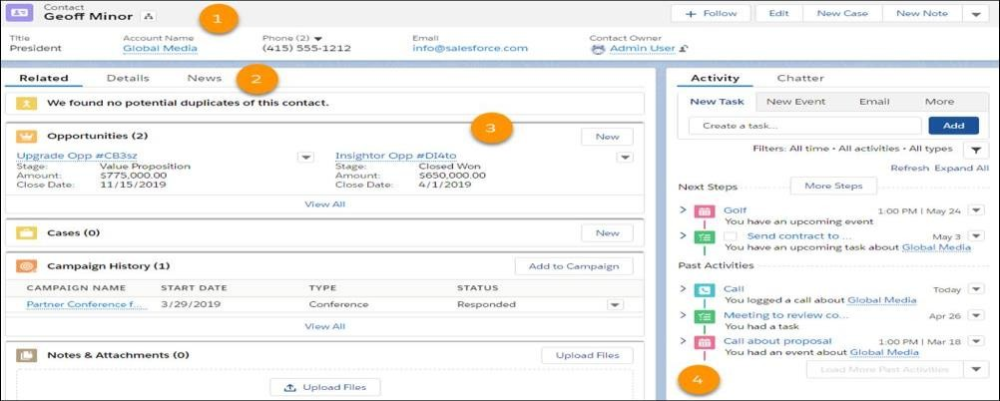 Contact
Geoff Minor
1
+ Follow Edit New Case New Note
Title Account Name Phone (2) Email Contact Owner
President Global Media (415) 555-1212 info@salesforce.com Admin User
Related Details News 2
We found no potential duplicates of this contact.
Opportunities (2) 3 New
Upgrade Opp #CB3sz
Stage: Value Proposition
Amount: $775,000.00
Close Date: 11/15/2019
Insightor Opp #DI4to
Stage: Closed Won
Amount: $650,000.00
Close Date: 4/1/2019
View All
Cases (0) New
Campaign History (1) Add to Campaign
CAMPAIGN NAME START DATE TYPE STATUS
Partner Conference f... 3/29/2019 Conference Responded
View All
Notes & Attachments (0) Upload Files
Upload Files
Activity Chatter
New Task New Event Email More
Create a task... Add
Filters: All time • All activities • All types
Refresh Expand All
Next Steps More Steps
Golf 1:00 PM | May 24
You have an upcoming event
Send contract to ... May 3
You have an upcoming task about Global Media
Past Activities
Call Today
You logged a call about Global Media
Meeting to review co... Apr 26
You had a task
Call about proposal 1:00 PM | Mar 18
You had an event about Global Media
4 Load More Past Activities